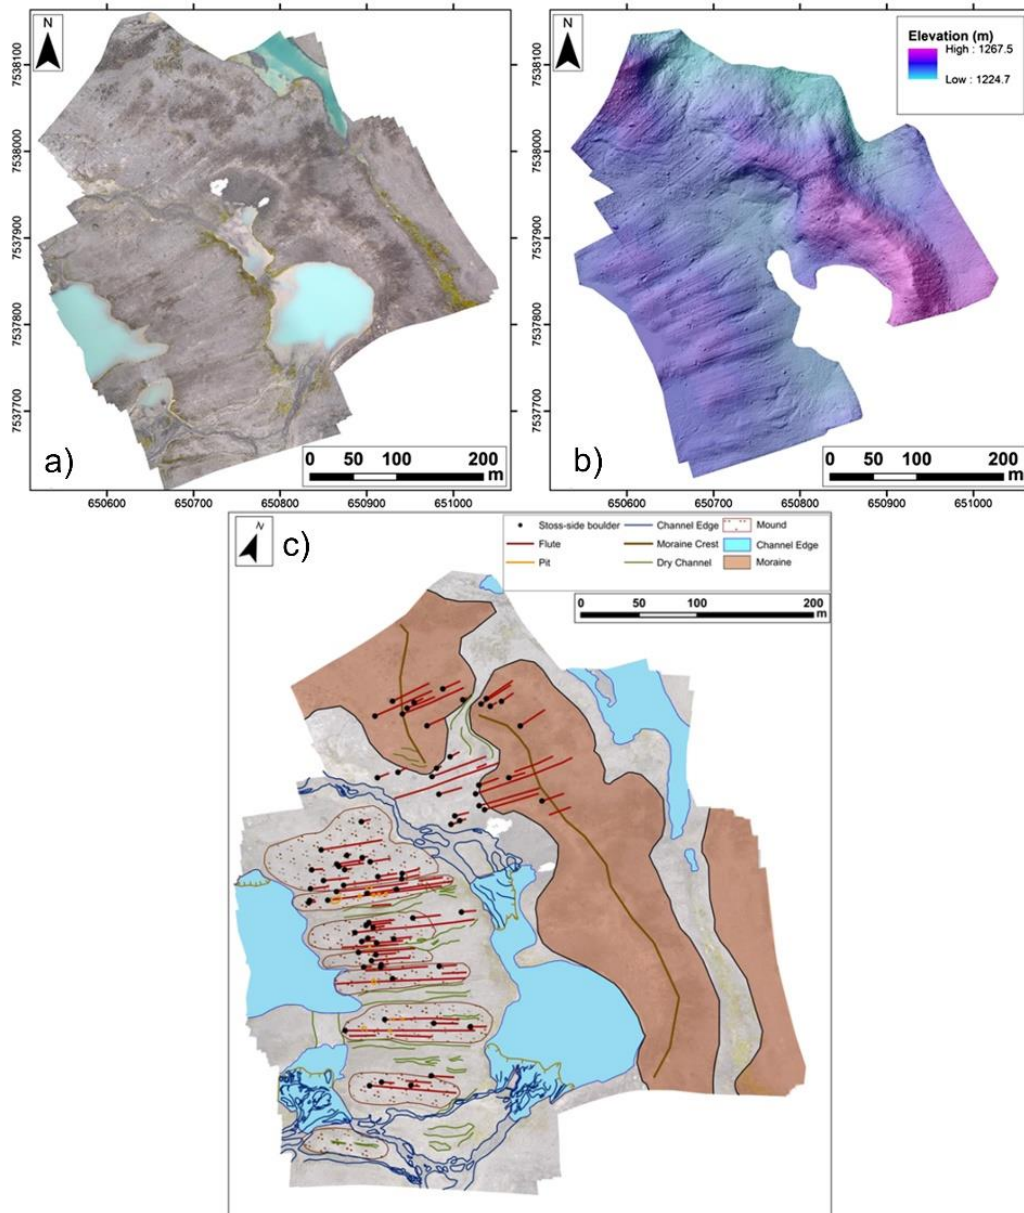 N
N
Elevation (m)
High : 1267.5
Low : 1224.7
7538100
7538000
7537900
7537800
7537700
7538100
7538000
7537900
7537800
7537700
a)
b)
0 50 100 200
m
0 50 100 200
m
650600 650700 650800 650900 651000
650600 650700 650800 650900 651000
N
c)
Stoss-side boulder Channel Edge Mound
Flute Moraine Crest Channel Edge
Pit Dry Channel Moraine
0 50 100 200
m